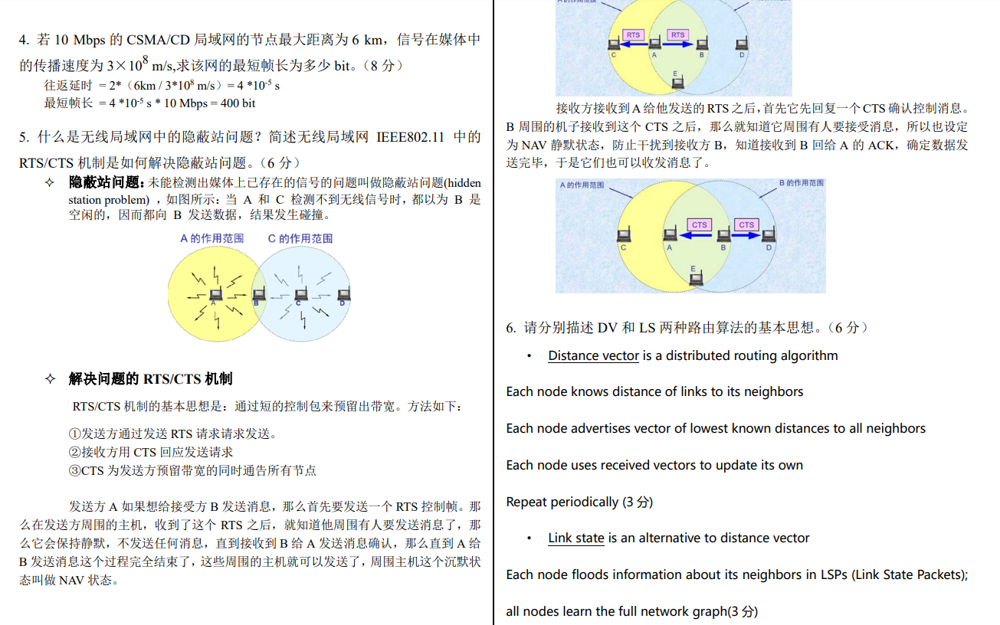 4. 若 10 Mbps 的 CSMA/CD 局域网的节点最大距离为 6 km，信号在媒体中
的传播速度为 3×10⁸ m/s,求该网的最短帧长为多少 bit。（8 分）
往返延时 = 2*（6km / 3*10⁸ m/s）= 4 *10⁻⁵ s
最短帧长 = 4 *10⁻⁵ s * 10 Mbps = 400 bit
5. 什么是无线局域网中的隐蔽站问题？简述无线局域网 IEEE802.11 中的
RTS/CTS 机制是如何解决隐蔽站问题。（6 分）
✧ 隐蔽站问题：未能检测出媒体上已存在的信号的问题叫做隐蔽站问题(hidden
station problem) ，如图所示：当 A 和 C 检测不到无线信号时，都以为 B 是
空闲的，因而都向 B 发送数据，结果发生碰撞。
A 的作用范围 C 的作用范围
A B C D
✧ 解决问题的 RTS/CTS 机制
RTS/CTS 机制的基本思想是：通过短的控制包来预留出带宽。方法如下：
①发送方通过发送 RTS 请求请求发送。
②接收方用 CTS 回应发送请求
③CTS 为发送方预留带宽的同时通告所有节点
发送方 A 如果想给接受方 B 发送消息，那么首先要发送一个 RTS 控制帧。那
么在发送方周围的主机，收到了这个 RTS 之后，就知道他周围有人要发送消息了，那
么它会保持静默，不发送任何消息，直到接收到 B 给 A 发送消息确认，那么直到 A 给
B 发送消息这个过程完全结束了，这些周围的主机就可以发送了，周围主机这个沉默状
态叫做 NAV 状态。
RTS RTS
C A B D
E
接收方接收到 A 给他发送的 RTS 之后，首先它先回复一个 CTS 确认控制消息。
B 周围的机子接收到这个 CTS 之后，那么就知道它周围有人要接受消息，所以也设定
为 NAV 静默状态，防止干扰到接收方 B，知道接收到 B 回给 A 的 ACK，确定数据发
送完毕，于是它们也可以收发消息了。
A 的作用范围 B 的作用范围
CTS CTS
C A B D
E
6. 请分别描述 DV 和 LS 两种路由算法的基本思想。（6 分）
• Distance vector is a distributed routing algorithm
Each node knows distance of links to its neighbors
Each node advertises vector of lowest known distances to all neighbors
Each node uses received vectors to update its own
Repeat periodically (3 分)
• Link state is an alternative to distance vector
Each node floods information about its neighbors in LSPs (Link State Packets);
all nodes learn the full network graph(3 分)